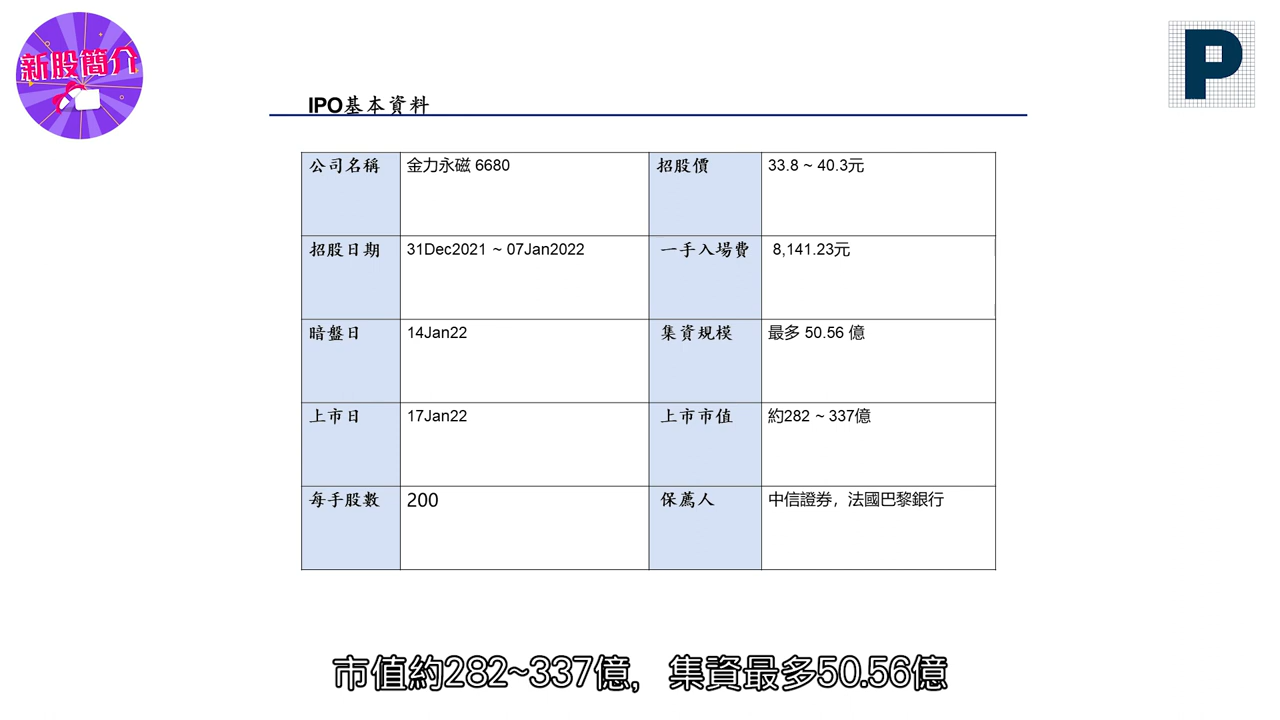 新股簡介
P
IPO基本資料
公司名稱 金力永磁 6680 招股價 33.8 ~ 40.3元
招股日期 31Dec2021 ~ 07Jan2022 一手入場費 8,141.23元
暗盤日 14Jan22 集資規模 最多 50.56 億
上市日 17Jan22 上市市值 約282 ~ 337億
每手股數 200 保薦人 中信證券，法國巴黎銀行
市值約282~337億，集資最多50.56億